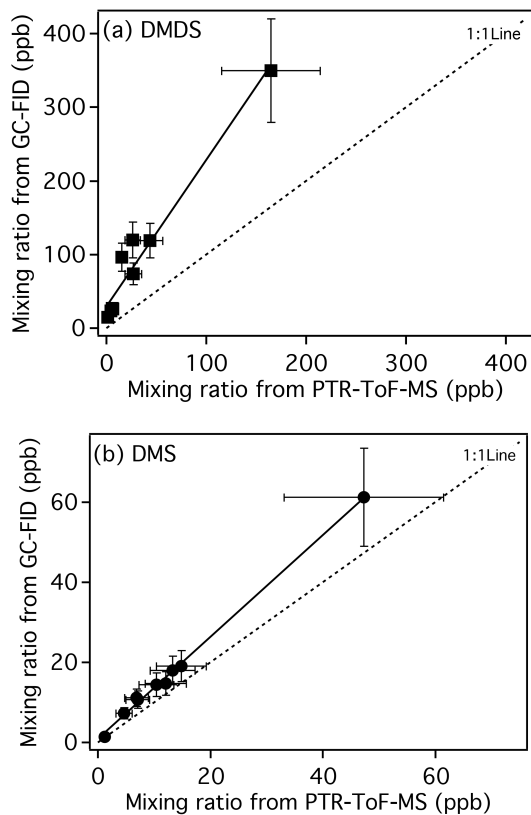 (a) DMDS
1:1Line
Mixing ratio from GC-FID (ppb)
400
300
200
100
0
0 100 200 300 400
Mixing ratio from PTR-ToF-MS (ppb)
(b) DMS
1:1Line
Mixing ratio from GC-FID (ppb)
60
40
20
0
0 20 40 60
Mixing ratio from PTR-ToF-MS (ppb)